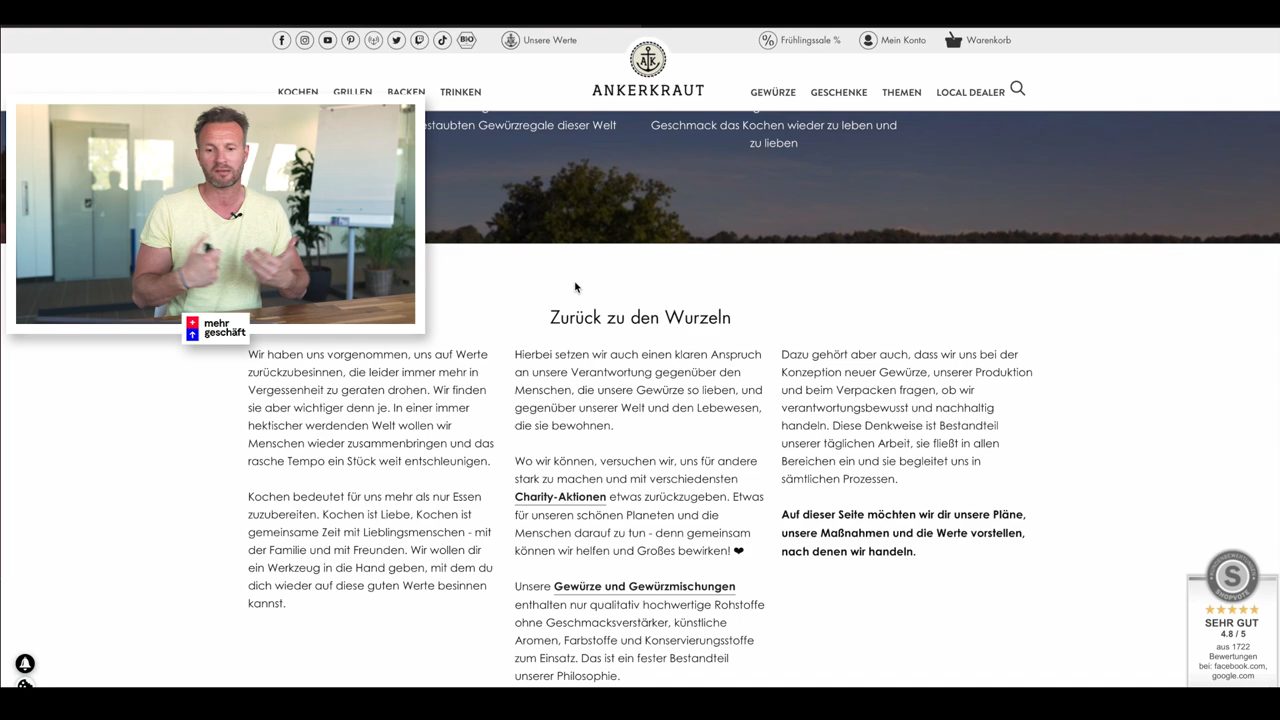 Unsere Werte
Frühlingssale %
Mein Konto
Warenkorb
BIO
AK
ANKERKRAUT
KOCHEN GRILLEN BACKEN TRINKEN
GEWÜRZE GESCHENKE THEMEN LOCAL DEALER
Gewürzregale dieser Welt
Geschmack das Kochen wieder zu leben und
zu lieben
mehr
geschäft
Zurück zu den Wurzeln
Wir haben uns vorgenommen, uns auf Werte
zurückzubesinnen, die leider immer mehr in
Vergessenheit zu geraten drohen. Wir finden
sie aber wichtiger denn je. In einer immer
hektischer werdenden Welt wollen wir
Menschen wieder zusammenbringen und das
rasche Tempo ein Stück weit entschleunigen.
Kochen bedeutet für uns mehr als nur Essen
zuzubereiten. Kochen ist Liebe, Kochen ist
gemeinsame Zeit mit Lieblingsmenschen - mit
der Familie und mit Freunden. Wir wollen dir
ein Werkzeug in die Hand geben, mit dem du
dich wieder auf diese guten Werte besinnen
kannst.
Hierbei setzen wir auch einen klaren Anspruch
an unsere Verantwortung gegenüber den
Menschen, die unsere Gewürze so lieben, und
gegenüber unserer Welt und den Lebewesen,
die sie bewohnen.
Wo wir können, versuchen wir, uns für andere
stark zu machen und mit verschiedensten
Charity-Aktionen etwas zurückzugeben. Etwas
für unseren schönen Planeten und die
Menschen darauf zu tun - denn gemeinsam
können wir helfen und Großes bewirken! ❤
Unsere Gewürze und Gewürzmischungen
enthalten nur qualitativ hochwertige Rohstoffe
ohne Geschmacksverstärker, künstliche
Aromen, Farbstoffe und Konservierungsstoffe
zum Einsatz. Das ist ein fester Bestandteil
unserer Philosophie.
Dazu gehört aber auch, dass wir uns bei der
Konzeption neuer Gewürze, unserer Produktion
und beim Verpacken fragen, ob wir
verantwortungsbewusst und nachhaltig
handeln. Diese Denkweise ist Bestandteil
unserer täglichen Arbeit, sie fließt in allen
Bereichen ein und sie begleitet uns in
sämtlichen Prozessen.
Auf dieser Seite möchten wir dir unsere Pläne,
unsere Maßnahmen und die Werte vorstellen,
nach denen wir handeln.
S
SHOPVOTE
SEHR GUT
4.8 / 5
aus 1722
Bewertungen
bei: facebook.com,
google.com